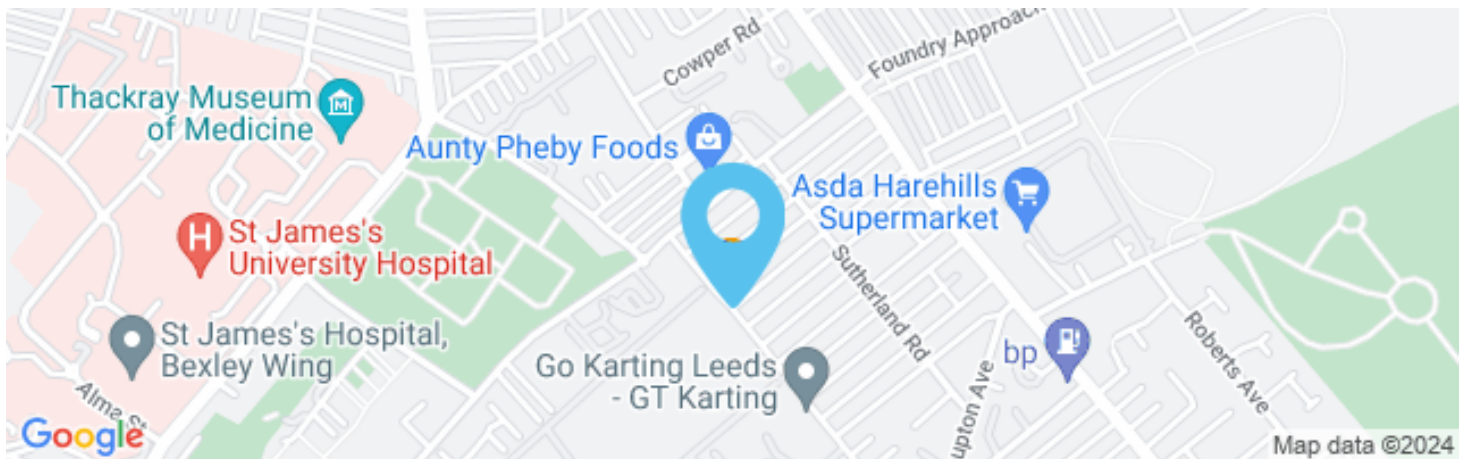 Cowper Rd
Foundry Approach
Thackray Museum
of Medicine
M
Aunty Pheby Foods
Asda Harehills
Supermarket
H
St James's
University Hospital
Sutherland Rd
St James's Hospital,
Bexley Wing
Go Karting Leeds
- GT Karting
bp
Roberts Ave
upton Ave
Alma St
Google
Map data ©2024